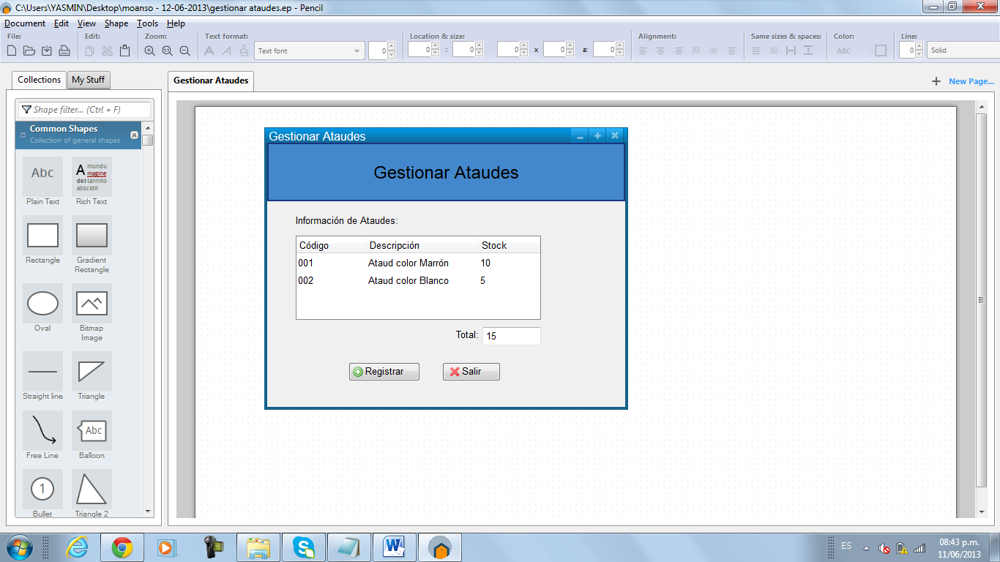 C:\Users\YASMIN\Desktop\moanso - 12-06-2013\gestionar ataudes.ep - Pencil
Document Edit View Shape Tools Help
File: Edit: Zoom: Text format: Location & size: Alignment: Same sizes & spaces: Color: Line:
1:1 Text font 0 0 : 0 0 x 0 a: 0 ABC 0 Solid
Collections My Stuff
Gestionar Ataudes
New Page...
Shape filter... (Ctrl + F)
Common Shapes
Collection of general shapes
Abc
A mundu
magine
del tannito
abscidit
Plain Text Rich Text
Rectangle Gradient
Rectangle
Oval Bitmap
Image
Straight line Triangle
Abc
Free Line Balloon
1
Bullet Triangle 2
Gestionar Ataudes
Gestionar Ataudes
Información de Ataudes:
Código Descripción Stock
001 Ataud color Marrón 10
002 Ataud color Blanco 5
Total: 15
Registrar Salir
ES
08:43 p.m.
11/06/2013